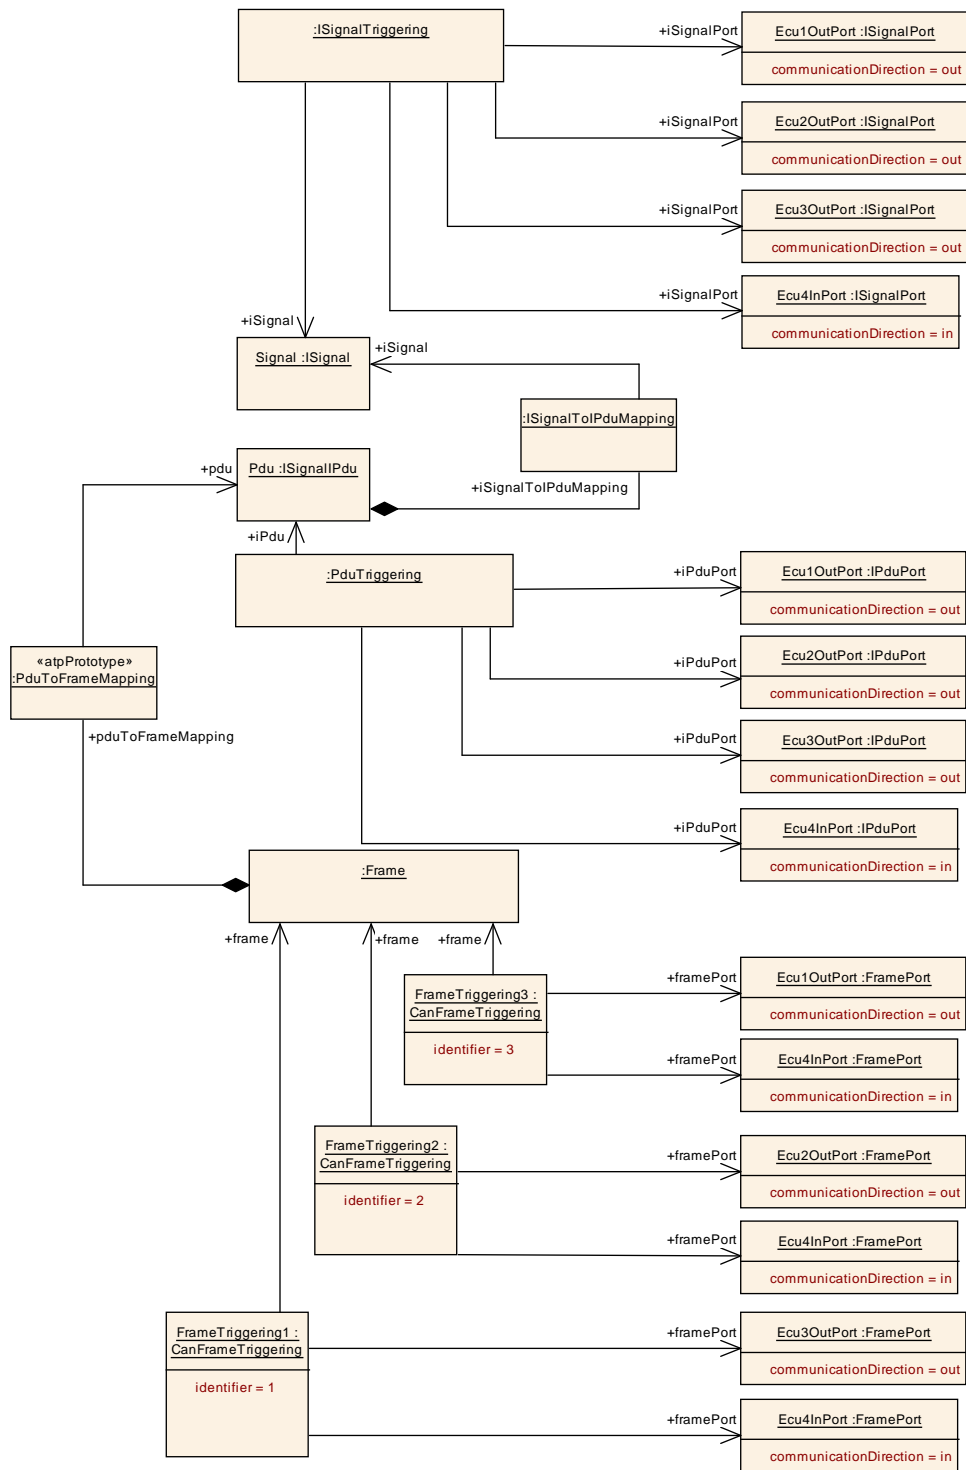 :ISignalTriggering
+iSignalPort
Ecu1OutPort :ISignalPort
communicationDirection = out
+iSignalPort
Ecu2OutPort :ISignalPort
communicationDirection = out
+iSignalPort
Ecu3OutPort :ISignalPort
communicationDirection = out
+iSignalPort
Ecu4InPort :ISignalPort
communicationDirection = in
+iSignal
Signal :ISignal
+iSignal
:ISignalToIPduMapping
+iSignalToIPduMapping
+pdu
Pdu :ISignalIPdu
+iPdu
:PduTriggering
+iPduPort
Ecu1OutPort :IPduPort
communicationDirection = out
+iPduPort
Ecu2OutPort :IPduPort
communicationDirection = out
«atpPrototype»
:PduToFrameMapping
+pduToFrameMapping
+iPduPort
Ecu3OutPort :IPduPort
communicationDirection = out
+iPduPort
Ecu4InPort :IPduPort
communicationDirection = in
:Frame
+frame
+frame
+frame
FrameTriggering3 :
CanFrameTriggering
identifier = 3
+framePort
Ecu1OutPort :FramePort
communicationDirection = out
+framePort
Ecu4InPort :FramePort
communicationDirection = in
FrameTriggering2 :
CanFrameTriggering
identifier = 2
+framePort
Ecu2OutPort :FramePort
communicationDirection = out
+framePort
Ecu4InPort :FramePort
communicationDirection = in
FrameTriggering1 :
CanFrameTriggering
identifier = 1
+framePort
Ecu3OutPort :FramePort
communicationDirection = out
+framePort
Ecu4InPort :FramePort
communicationDirection = in